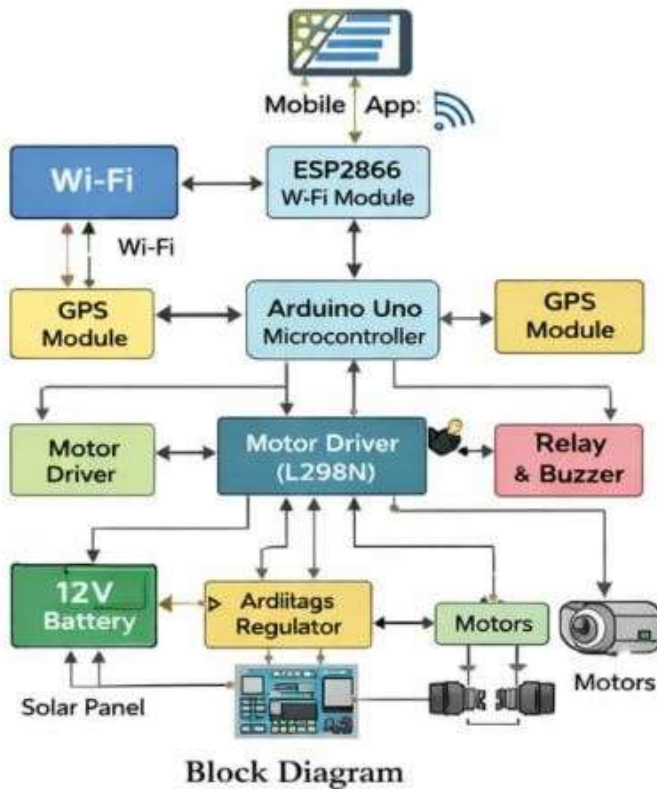 Mobile App:
Wi-Fi
ESP2866
W-Fi Module
Wi-Fi
GPS
Module
Arduino Uno
Microcontroller
GPS
Module
Motor
Driver
Motor Driver
(L298N)
Relay
& Buzzer
12V
Battery
Ardiitags
Regulator
Motors
Motors
Solar Panel
Block Diagram